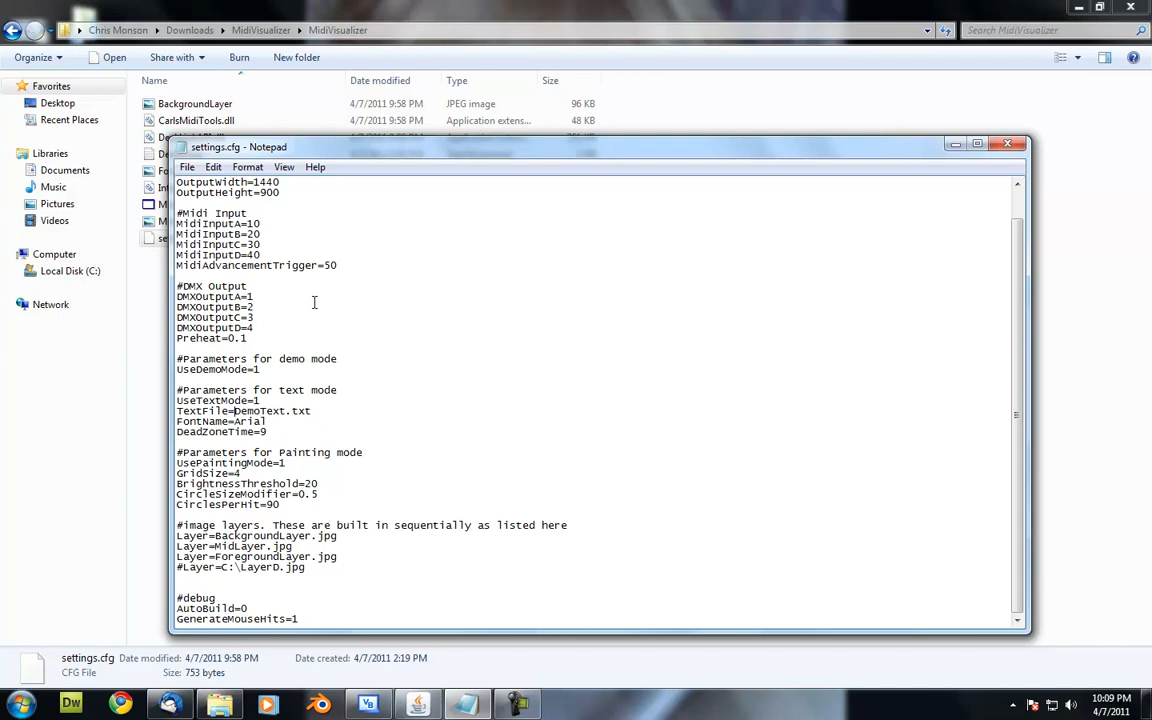 Chris Monson
Downloads
MidiVisualizer
MidiVisualizer
Search MidiVisualizer
Organize
Open
Share with
Burn
New folder
Favorites
Desktop
Recent Places
Libraries
Documents
Music
Pictures
Videos
Computer
Local Disk (C:)
Network
Name
Date modified
Type
Size
BackgroundLayer
4/7/2011 9:58 PM
JPEG image
96 KB
CarlsMidiTools.dll
4/7/2011 9:58 PM
Application extens...
48 KB
settings.cfg - Notepad
File
Edit
Format
View
Help
OutputWidth=1440
OutputHeight=900
#Midi Input
MidiInputA=10
MidiInputB=20
MidiInputC=30
MidiInputD=40
MidiAdvancementTrigger=50
#DMX Output
DMXOutputA=1
DMXOutputB=2
DMXOutputC=3
DMXOutputD=4
Preheat=0.1
#Parameters for demo mode
UseDemoMode=1
#Parameters for text mode
UseTextMode=1
TextFile=DemoText.txt
FontName=Arial
DeadZoneTime=9
#Parameters for Painting mode
UsePaintingMode=1
GridSize=4
BrightnessThreshold=20
CircleSizeModifier=0.5
CirclesPerHit=90
#image layers. These are built in sequentially as listed here
Layer=BackgroundLayer.jpg
Layer=MidLayer.jpg
Layer=ForegroundLayer.jpg
#Layer=C:\LayerD.jpg
#debug
AutoBuild=0
GenerateMouseHits=1
settings.cfg
Date modified: 4/7/2011 9:58 PM
Date created: 4/7/2011 2:19 PM
CFG File
Size: 753 bytes
Dw
VB
10:09 PM
4/7/2011